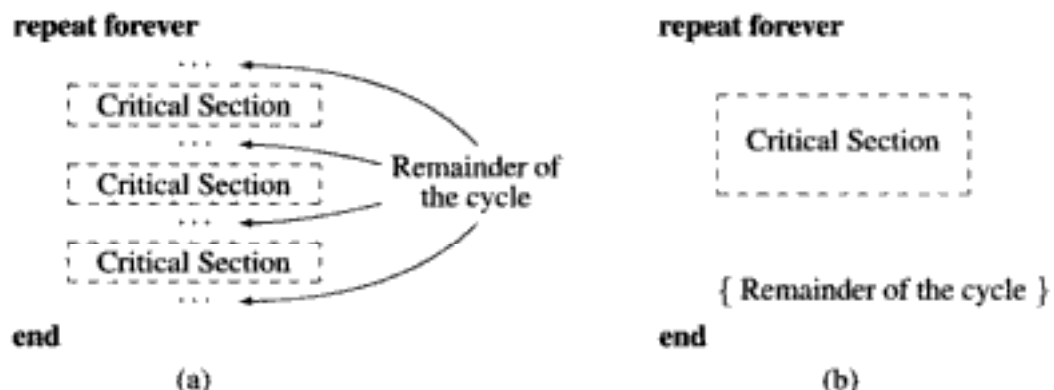 repeat forever
. . .
Critical Section
. . .
Critical Section
. . .
Critical Section
. . .
Remainder of
the cycle
end
(a)
repeat forever
Critical Section
{ Remainder of the cycle }
end
(b)